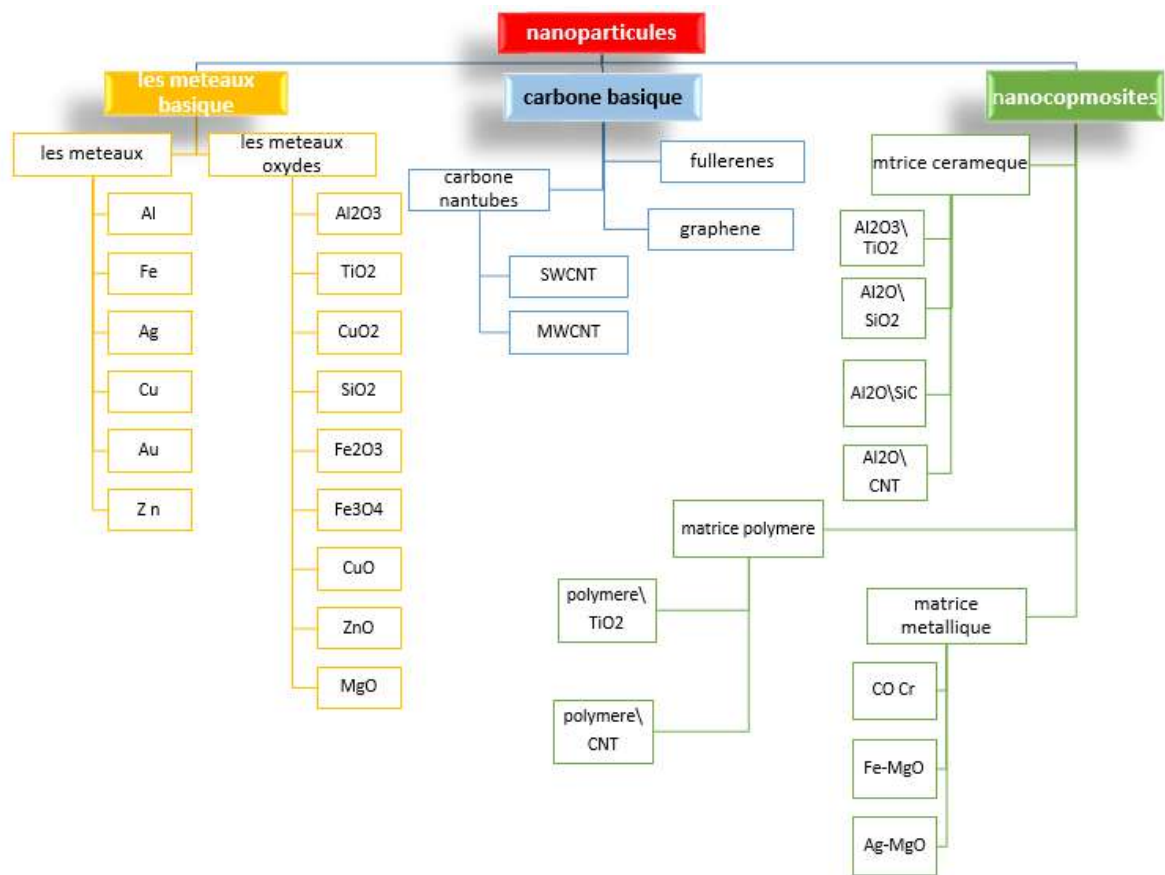 nanoparticules
les meteaux
basique
carbone basique
nanocopmosites
les meteaux
les meteaux
oxydes
Al
Fe
Ag
Cu
Au
Z n
Al2O3
TiO2
CuO2
SiO2
Fe2O3
Fe3O4
CuO
ZnO
MgO
carbone
nantubes
SWCNT
MWCNT
fullerenes
graphene
mtrice cerameque
Al2O3\
TiO2
Al2O\
SiO2
Al2O\SiC
Al2O\
CNT
matrice polymere
polymere\
TiO2
polymere\
CNT
matrice
metallique
CO Cr
Fe-MgO
Ag-MgO